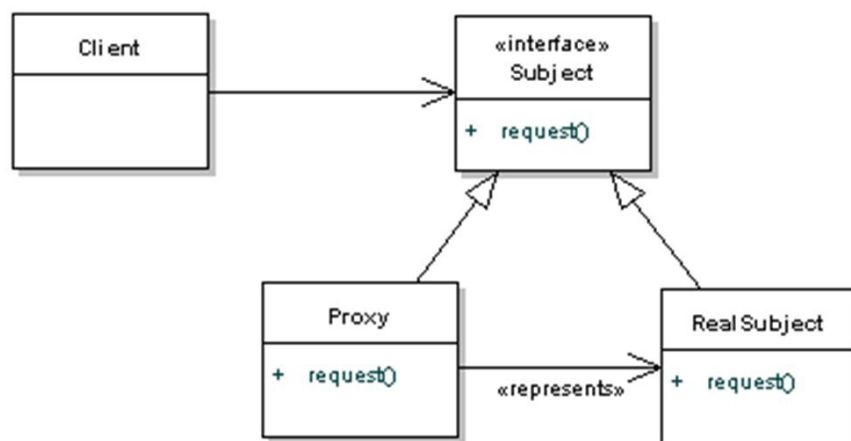 Client
«interface»
Subject
+ request()
Proxy
+ request()
«represents»
RealSubject
+ request()